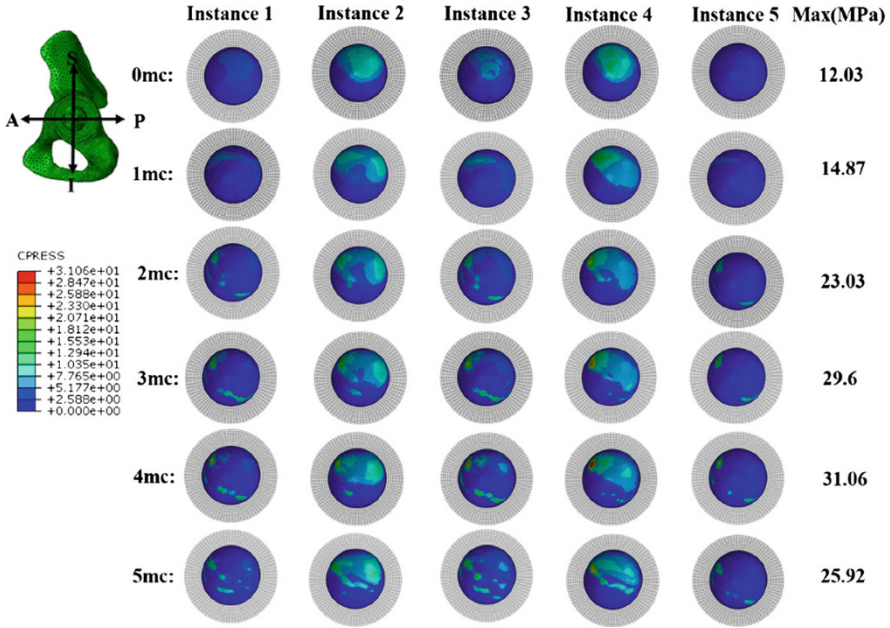 Instance 1 Instance 2 Instance 3 Instance 4 Instance 5 Max(MPa)
S
A P
I
0mc: 12.03
1mc: 14.87
CPRESS
+3.106e+01
+2.847e+01
+2.588e+01
+2.330e+01
+2.071e+01
+1.812e+01
+1.553e+01
+1.294e+01
+1.035e+01
+7.765e+00
+5.177e+00
+2.588e+00
+0.000e+00
2mc: 23.03
3mc: 29.6
4mc: 31.06
5mc: 25.92